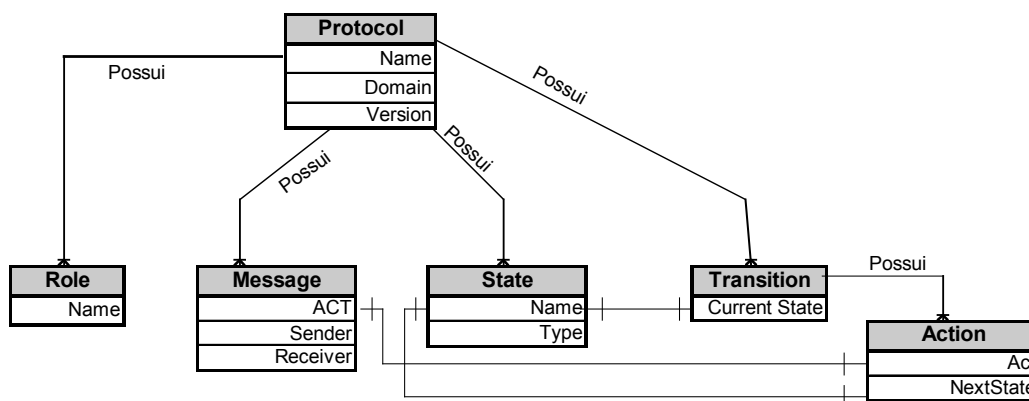 Protocol
Name
Domain
Version
Possui
Possui
Possui
Possui
Role
Name
Message
ACT
Sender
Receiver
State
Name
Type
Transition
Current State
Possui
Action
Ac
NextState